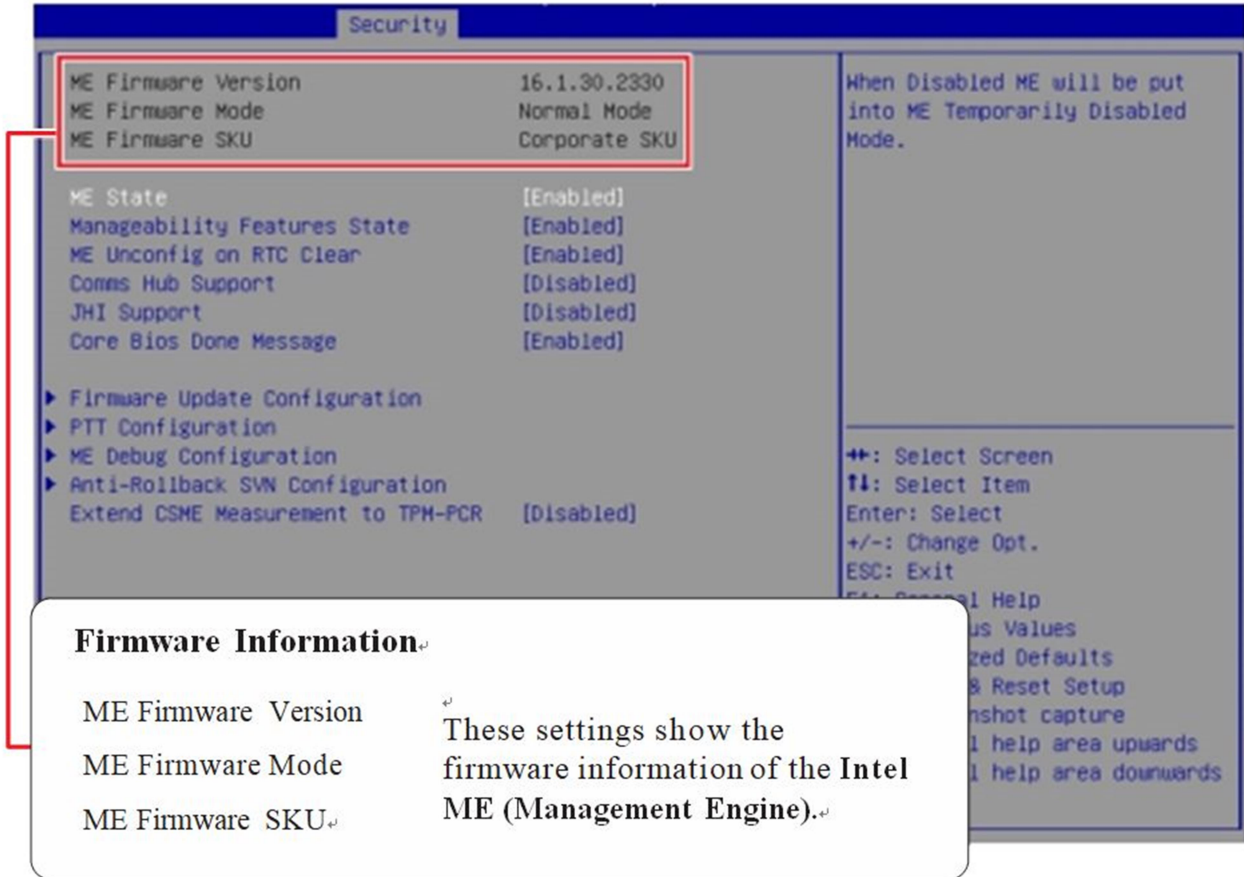 Security
ME Firmware Version 16.1.30.2330
ME Firmware Mode Normal Mode
ME Firmware SKU Corporate SKU
ME State [Enabled]
Manageability Features State [Enabled]
ME Unconfig on RTC Clear [Enabled]
Comms Hub Support [Disabled]
JHI Support [Disabled]
Core Bios Done Message [Enabled]
Firmware Update Configuration
PTT Configuration
ME Debug Configuration
Anti-Rollback SVN Configuration
Extend CSME Measurement to TPM-PCR [Disabled]
When Disabled ME will be put
into ME Temporarily Disabled
Mode.
: Select Screen
↑↓: Select Item
Enter: Select
+/-: Change Opt.
ESC: Exit
Help
Values
Defaults
& Reset Setup
capture
help area upwards
help area downwards
Firmware Information
ME Firmware Version
ME Firmware Mode
ME Firmware SKU
These settings show the
firmware information of the Intel
ME (Management Engine).